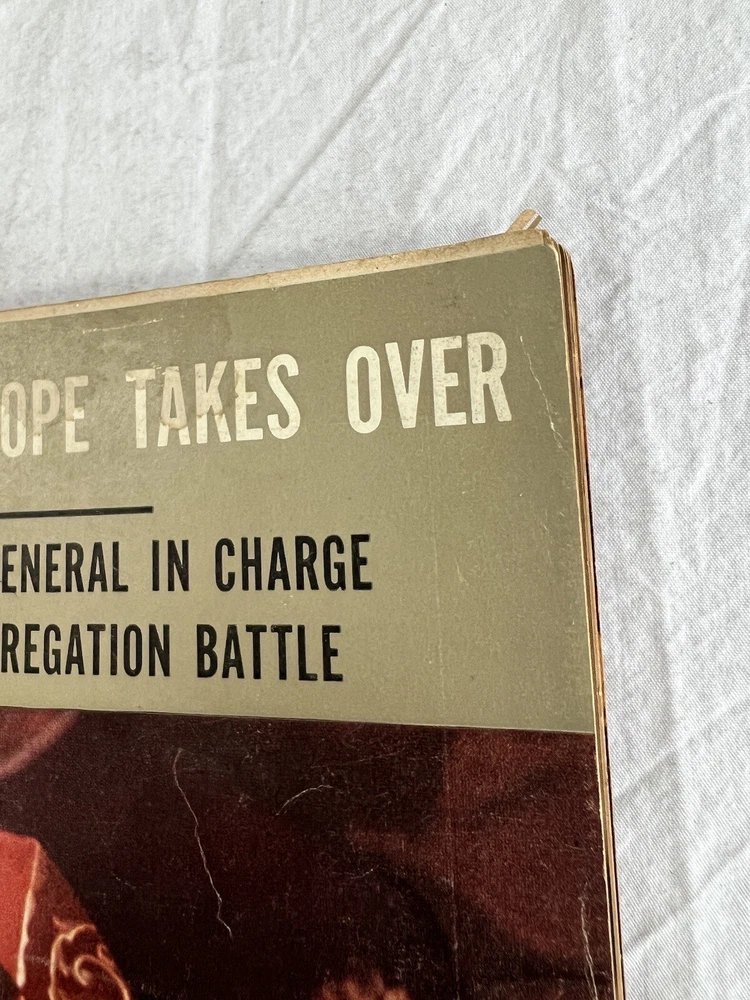 OPE TAKES OVER
ENERAL IN CHARGE
REGATION BATTLE